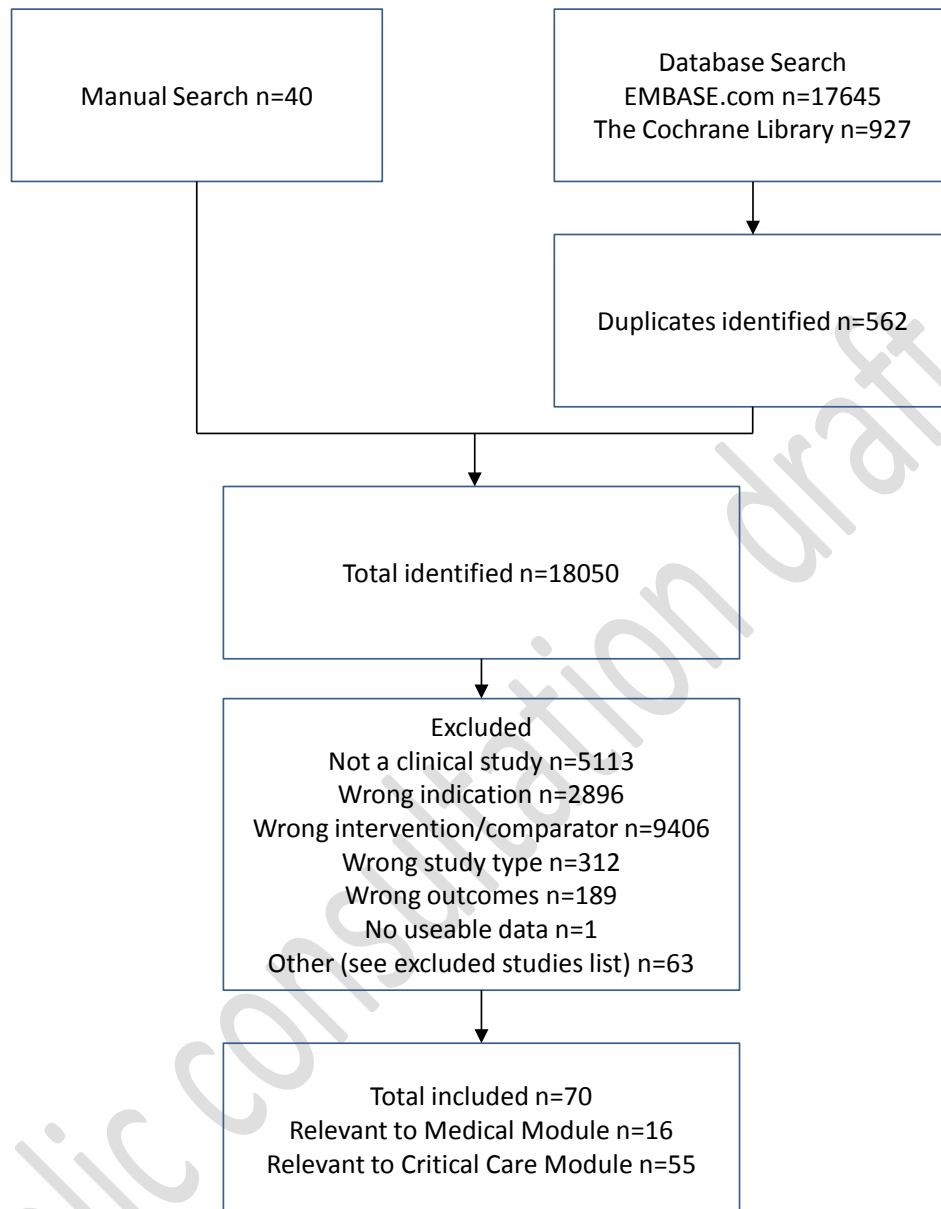 Manual Search n=40
Database Search
EMBASE.com n=17645
The Cochrane Library n=927
Duplicates identified n=562
Total identified n=18050
Excluded
Not a clinical study n=5113
Wrong indication n=2896
Wrong intervention/comparator n=9406
Wrong study type n=312
Wrong outcomes n=189
No useable data n=1
Other (see excluded studies list) n=63
Total included n=70
Relevant to Medical Module n=16
Relevant to Critical Care Module n=55
lic consultation draft